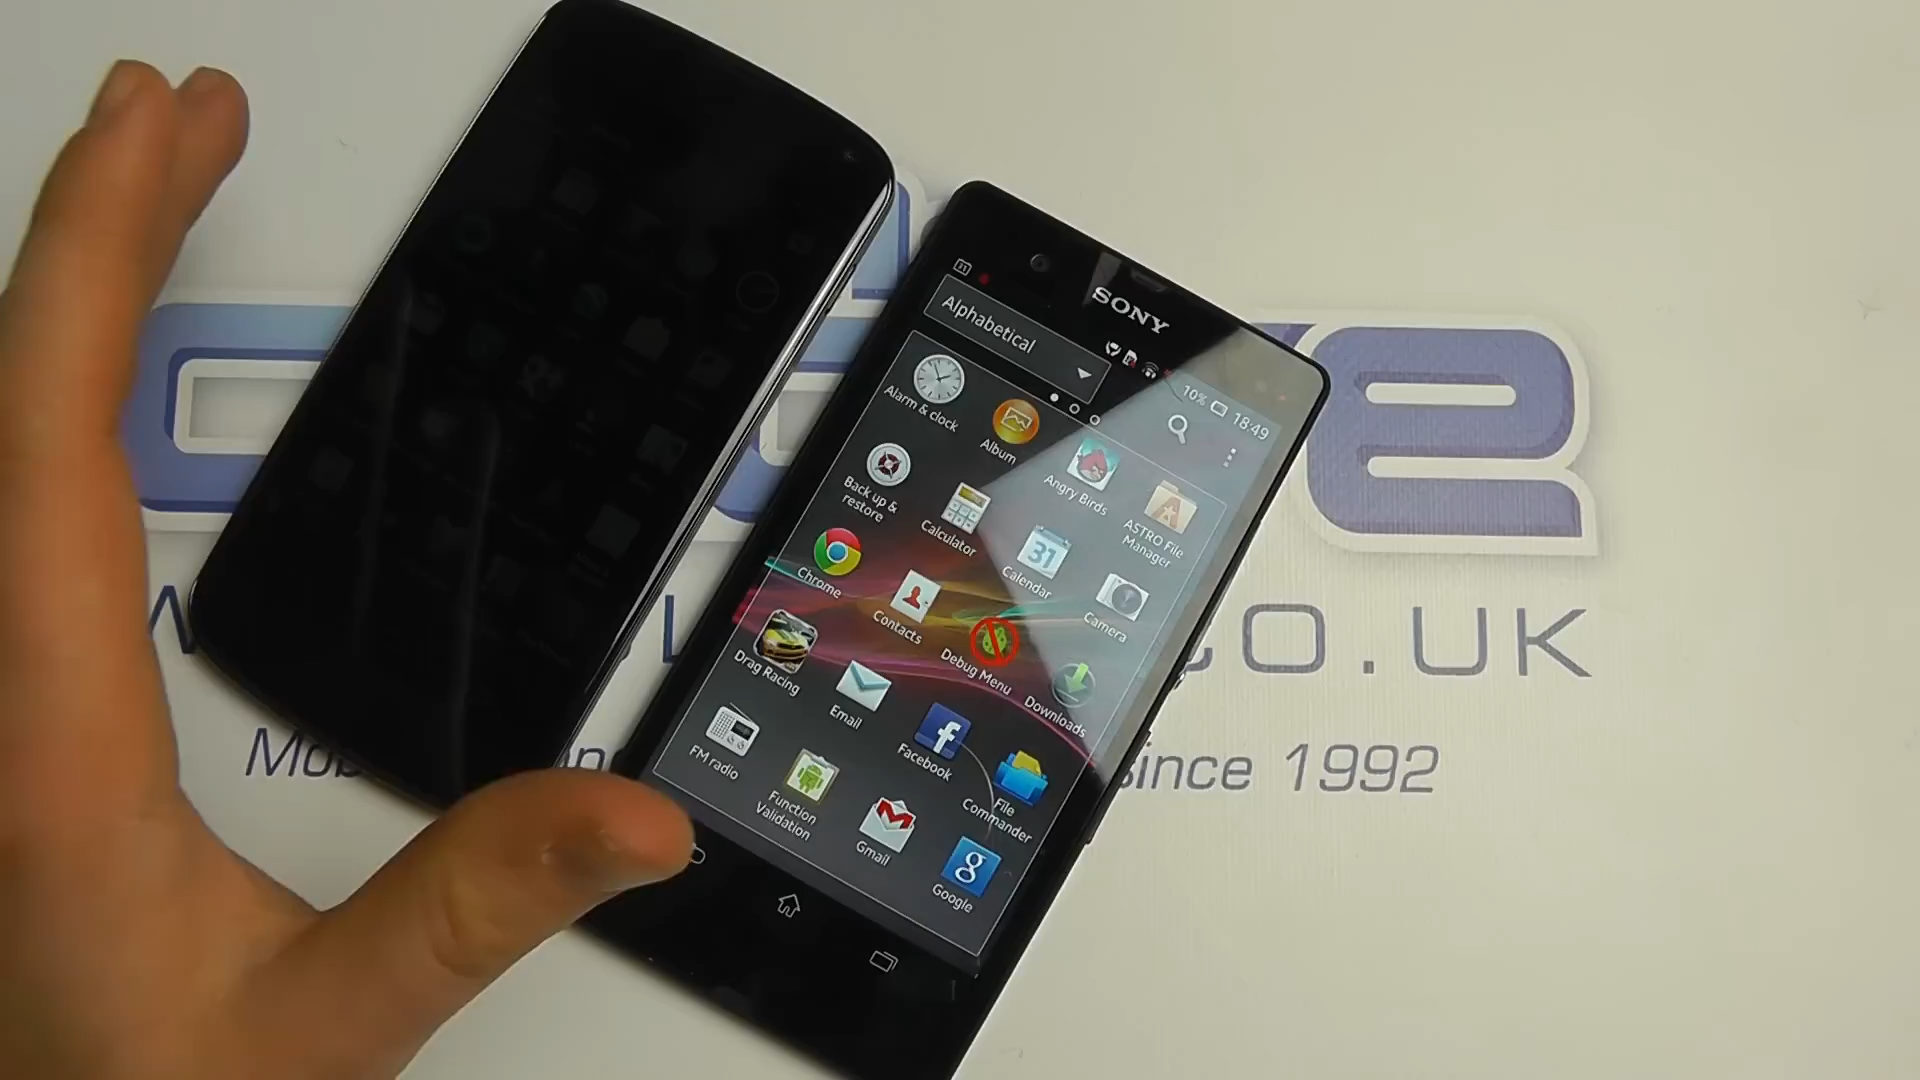 SONY
10% 18:49
Alphabetical
Alarm & clock
Album
Angry Birds
ASTRO File
Manager
Back up &
restore
Calculator
31
Calendar
Camera
Chrome
Contacts
Debug Menu
Downloads
Drag Racing
Email
Facebook
File
Commander
FM radio
Function
Validation
Gmail
Google
CO.UK
since 1992